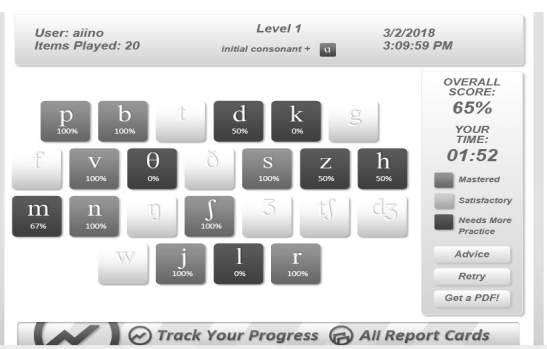 User: aiino
Items Played: 20
Level 1
initial consonant + ɑ
3/2/2018
3:09:59 PM
p b t d k g
100% 100% 50% 0%
f v θ ð s z h
100% 0% 100% 50% 50%
m n ŋ ʃ ʒ tʃ dʒ
67% 100% 100%
w j l r
100% 0% 100%
OVERALL
SCORE:
65%
YOUR
TIME:
01:52
Mastered
Satisfactory
Needs More
Practice
Advice
Retry
Get a PDF!
Track Your Progress All Report Cards